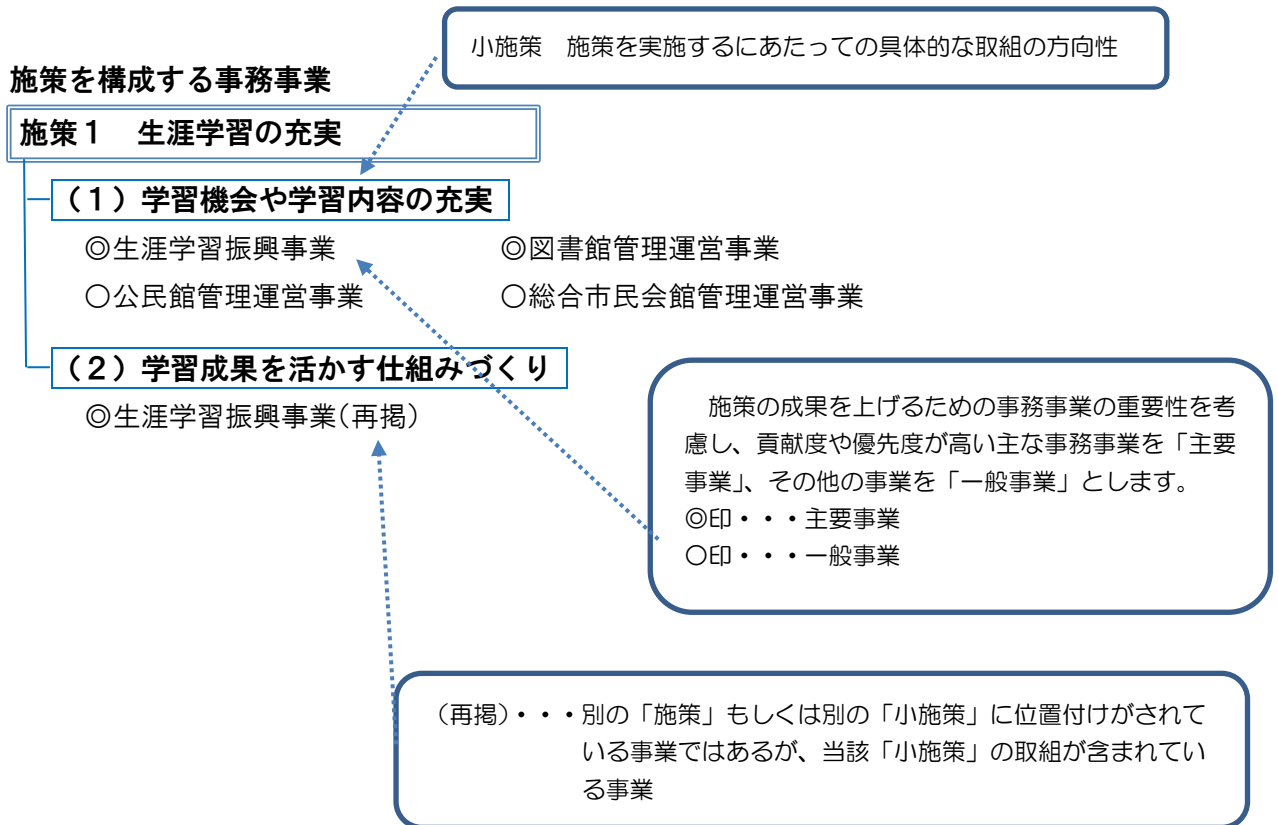 小施策　施策を実施するにあたっての具体的な取組の方向性
施策を構成する事務事業
施策１　生涯学習の充実
（１）学習機会や学習内容の充実
◎生涯学習振興事業　　　　　　◎図書館管理運営事業
〇公民館管理運営事業　　　　　〇総合市民会館管理運営事業
（２）学習成果を活かす仕組みづくり
◎生涯学習振興事業(再掲)
　施策の成果を上げるための事務事業の重要性を考
慮し、貢献度や優先度が高い主な事務事業を「主要
事業」、その他の事業を「一般事業」とします。
◎印・・・主要事業
〇印・・・一般事業
（再掲）・・・別の「施策」もしくは別の「小施策」に位置付けがされて
いる事業ではあるが、当該「小施策」の取組が含まれてい
る事業